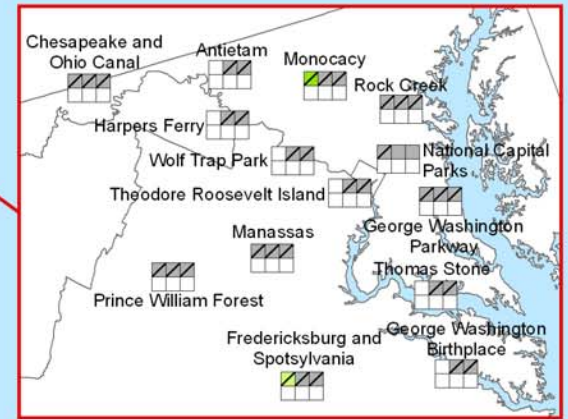 Chesapeake and
Ohio Canal
Antietam
Monocacy
Rock Creek
Harpers Ferry
Wolf Trap Park
National Capital
Parks
Theodore Roosevelt Island
George Washington
Parkway
Manassas
Thomas Stone
Prince William Forest
George Washington
Birthplace
Fredericksburg and
Spotsylvania